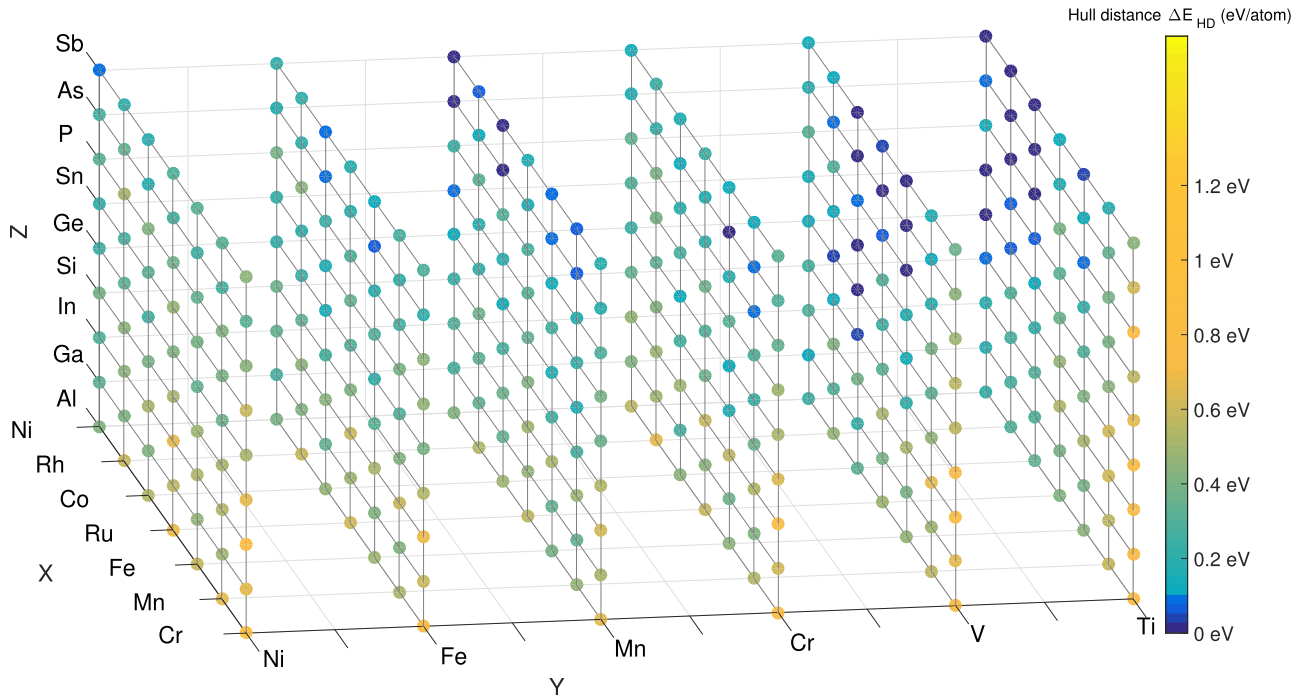 Hull distance ΔE HD (eV/atom)
Sb
As
P
Sn
Ge
Si
In
Ga
Al
Z
Ni
Rh
Co
Ru
Fe
Mn
Cr
X
Ni
Fe
Mn
Cr
V
Ti
Y
1.2 eV
1 eV
0.8 eV
0.6 eV
0.4 eV
0.2 eV
0 eV